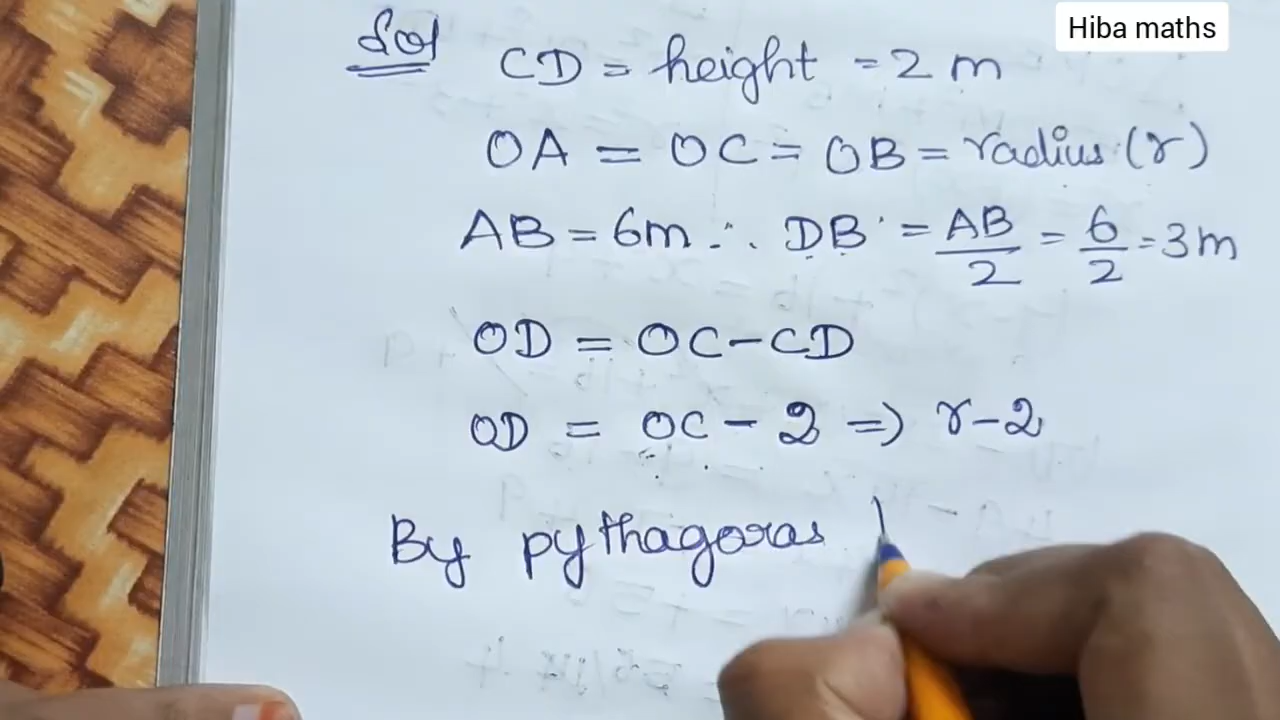 Hiba maths
Sol
CD = height = 2 m
OA = OC = OB = radius (r)
AB = 6m ∴ DB = AB/2 = 6/2 = 3m
OD = OC - CD
OD = OC - 2 => r - 2
By pythagoras